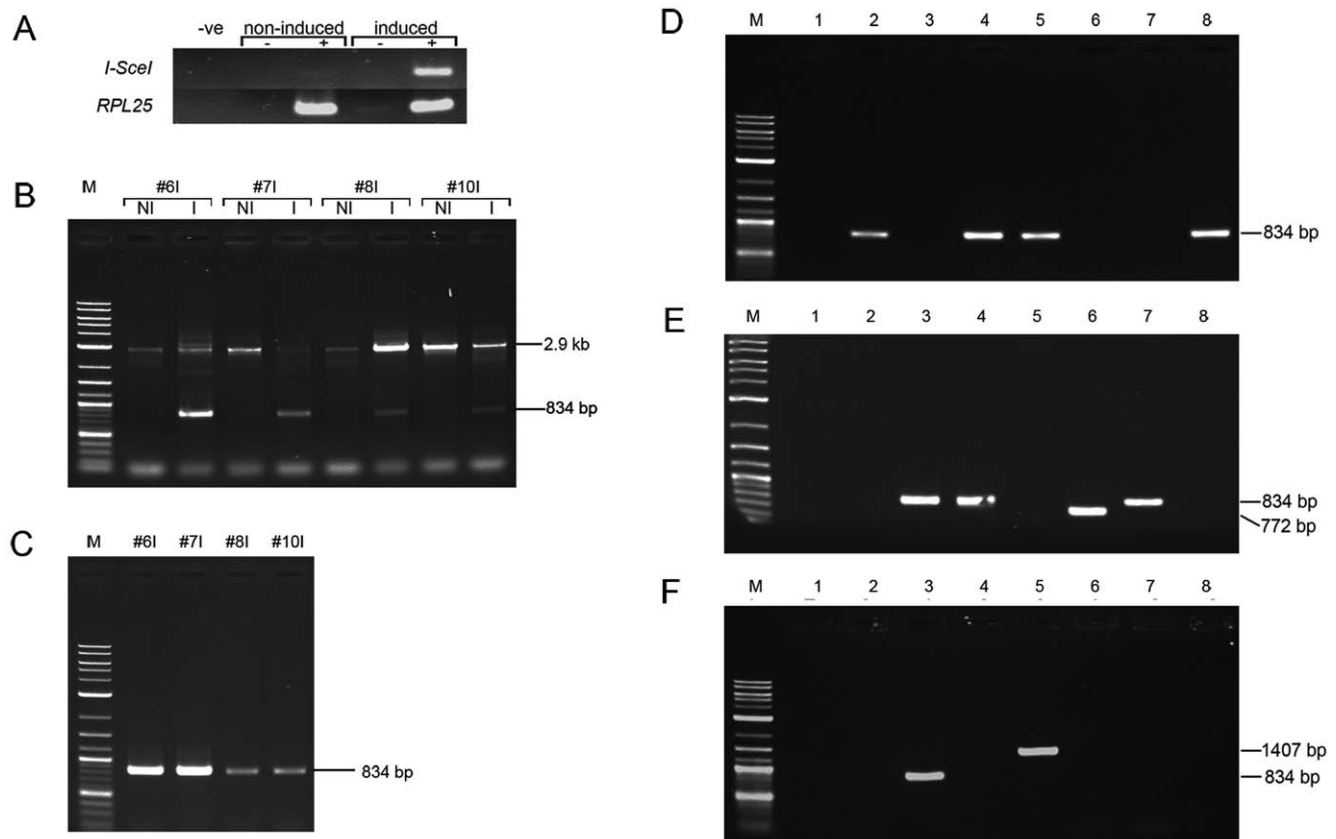 A
-ve non-induced induced
- + - +
I-SceI
RPL25
B
M #6I #7I #8I #10I
NI I NI I NI I NI I
2.9 kb
834 bp
C
M #6I #7I #8I #10I
834 bp
D
M 1 2 3 4 5 6 7 8
834 bp
E
M 1 2 3 4 5 6 7 8
834 bp
772 bp
F
M 1 2 3 4 5 6 7 8
1407 bp
834 bp